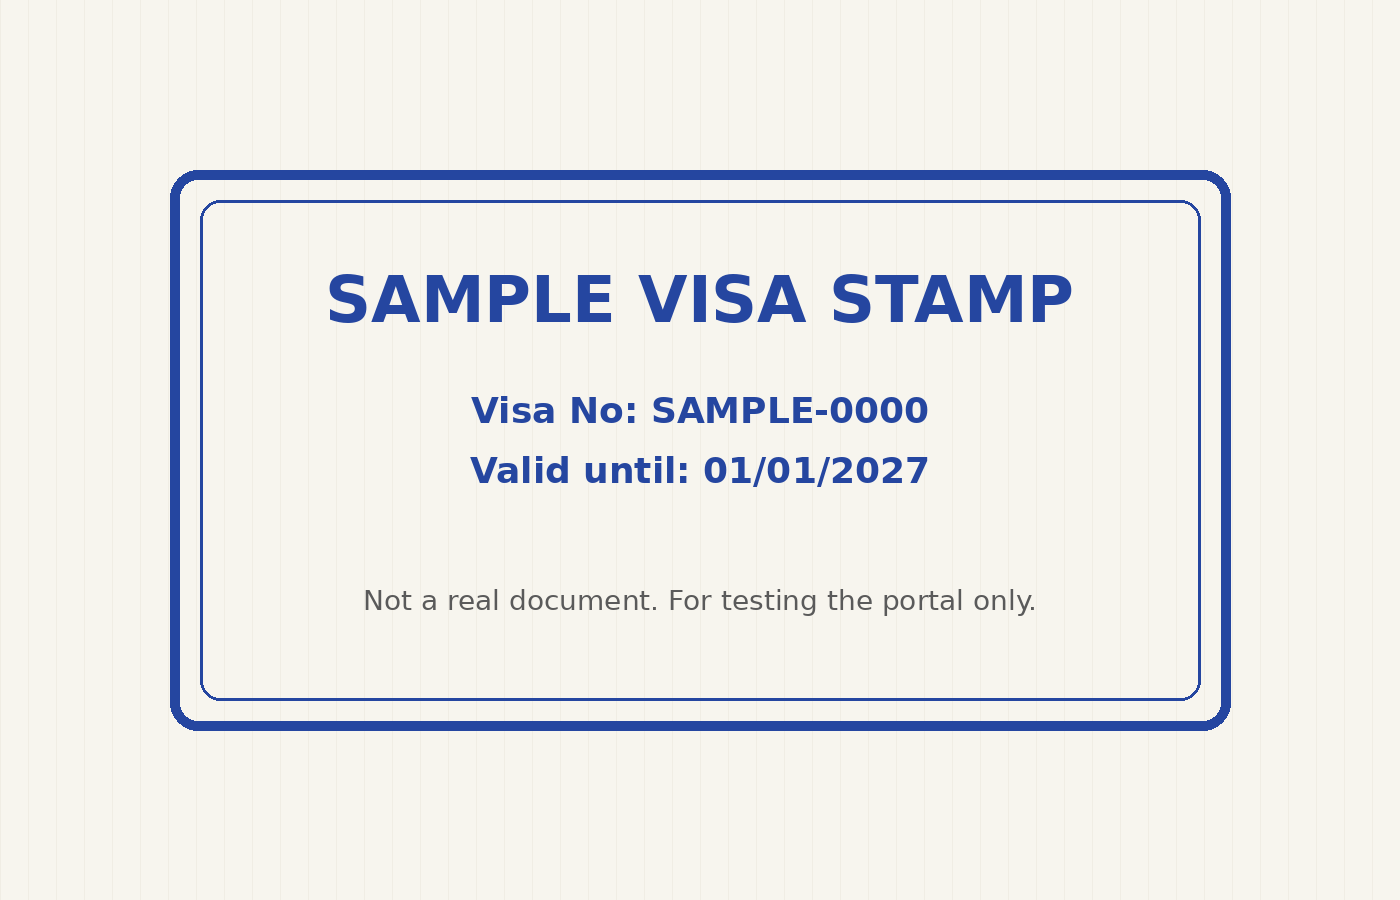 SAMPLE VISA STAMP
Visa No: SAMPLE-0000
Valid until: 01/01/2027
Not a real document. For testing the portal only.